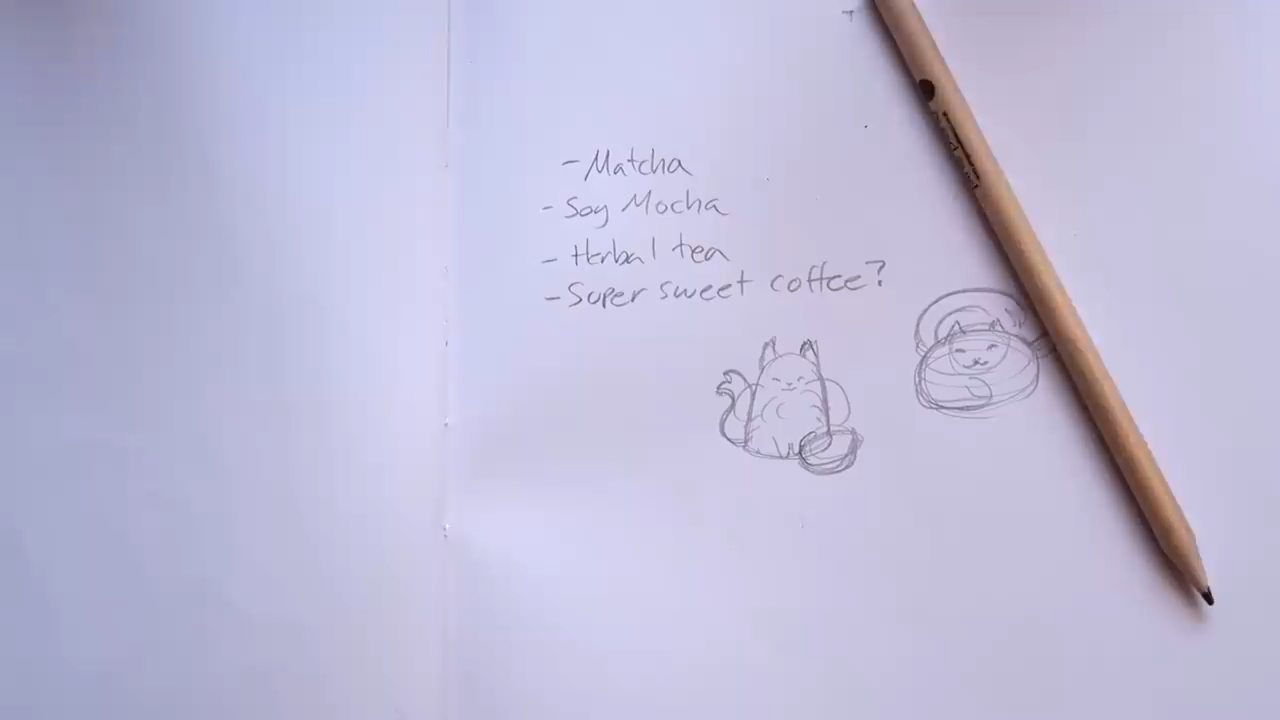 - Matcha
- Soy Mocha
- Herbal tea
- Super sweet coffee?